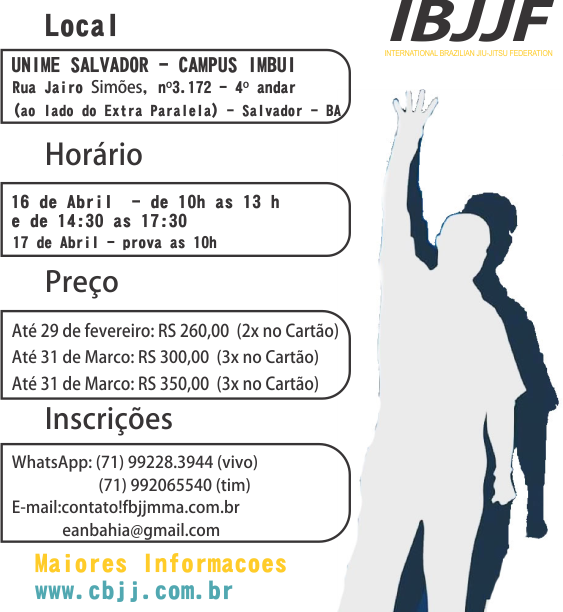 IBJJF
INTERNATIONAL BRAZILIAN JIU-JITSU FEDERATION
Local
UNIME SALVADOR - CAMPUS IMBUI
Rua Jairo Simões, nº3.172 - 4º andar
(ao lado do Extra Paralela) - Salvador - BA
Horário
16 de Abril - de 10h as 13 h
e de 14:30 as 17:30
17 de Abril - prova as 10h
Preço
Até 29 de fevereiro: RS 260,00 (2x no Cartão)
Até 31 de Marco: RS 300,00 (3x no Cartão)
Até 31 de Marco: RS 350,00 (3x no Cartão)
Inscrições
WhatsApp: (71) 99228.3944 (vivo)
(71) 992065540 (tim)
E-mail:contato!fbjjmma.com.br
eanbahia@gmail.com
Maiores Informacoes
www.cbjj.com.br